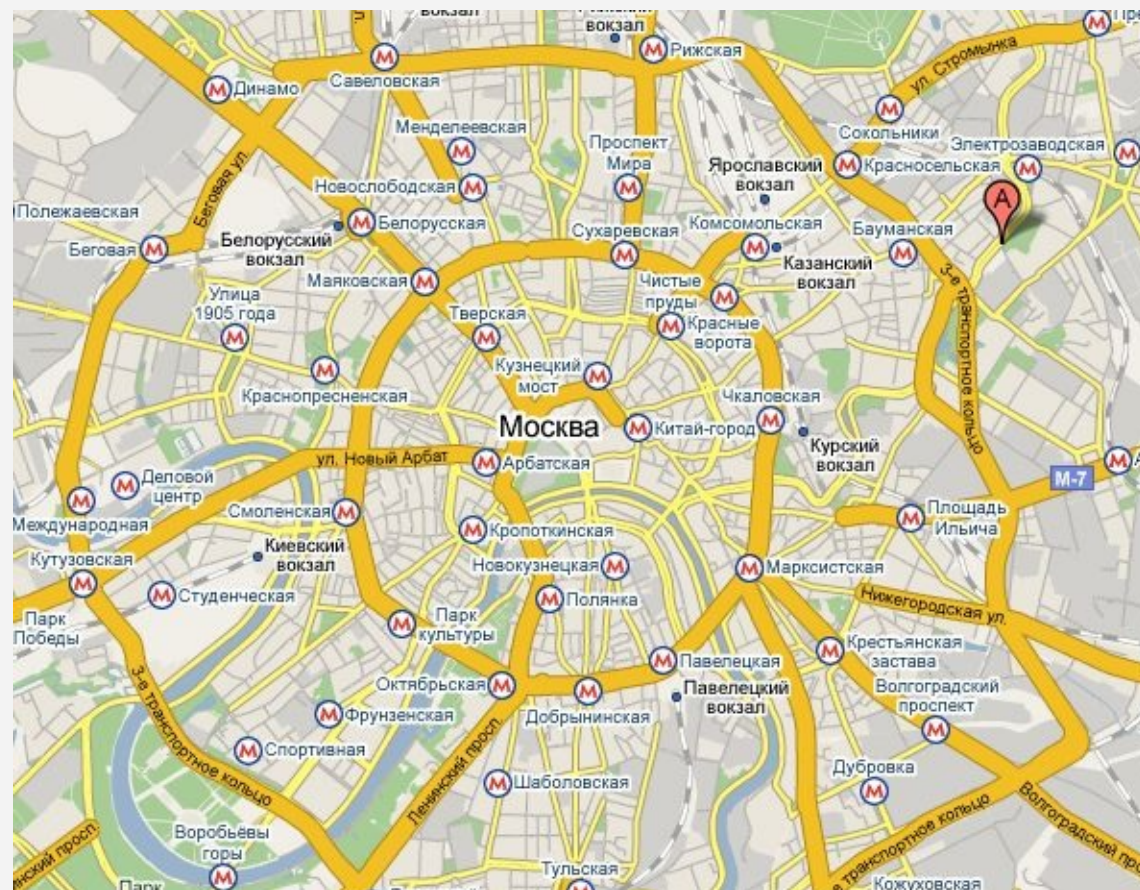 вокзал
вокзал
Рижская
Савеловская
ул. Стромынка
Динамо
Менделеевская
Проспект
Мира
Сокольники
Электрозаводская
Ярославский
вокзал
Красносельская
Новослободская
Беговая ул.
Полежаевская
Белорусская
Белорусский
вокзал
Беговая
Сухаревская
Комсомольская
Бауманская
Казанский
вокзал
А
Маяковская
Чистые
пруды
3-е транспортное кольцо
Улица
1905 года
Тверская
Красные
ворота
Кузнецкий
мост
Краснопресненская
Чкаловская
Москва
Китай-город
Курский
вокзал
ул. Новый Арбат
Арбатская
М-7
Деловой
центр
Международная
Смоленская
Площадь
Ильича
Кропоткинская
Киевский
вокзал
Кутузовская
Новокузнецкая
Марксистская
Студенческая
Полянка
Нижегородская ул.
Парк
Победы
Парк
культуры
Крестьянская
застава
Павелецкая
Октябрьская
Павелецкий
вокзал
Волгоградский
проспект
Добрынинская
Фрунзенская
3-е транспортное кольцо
Спортивная
Ленинский просп.
Шаболовская
Дубровка
Воробьёвы
горы
транспортное кольцо
Волгоградский
Тульская
Парк
Кожуховская
просп.